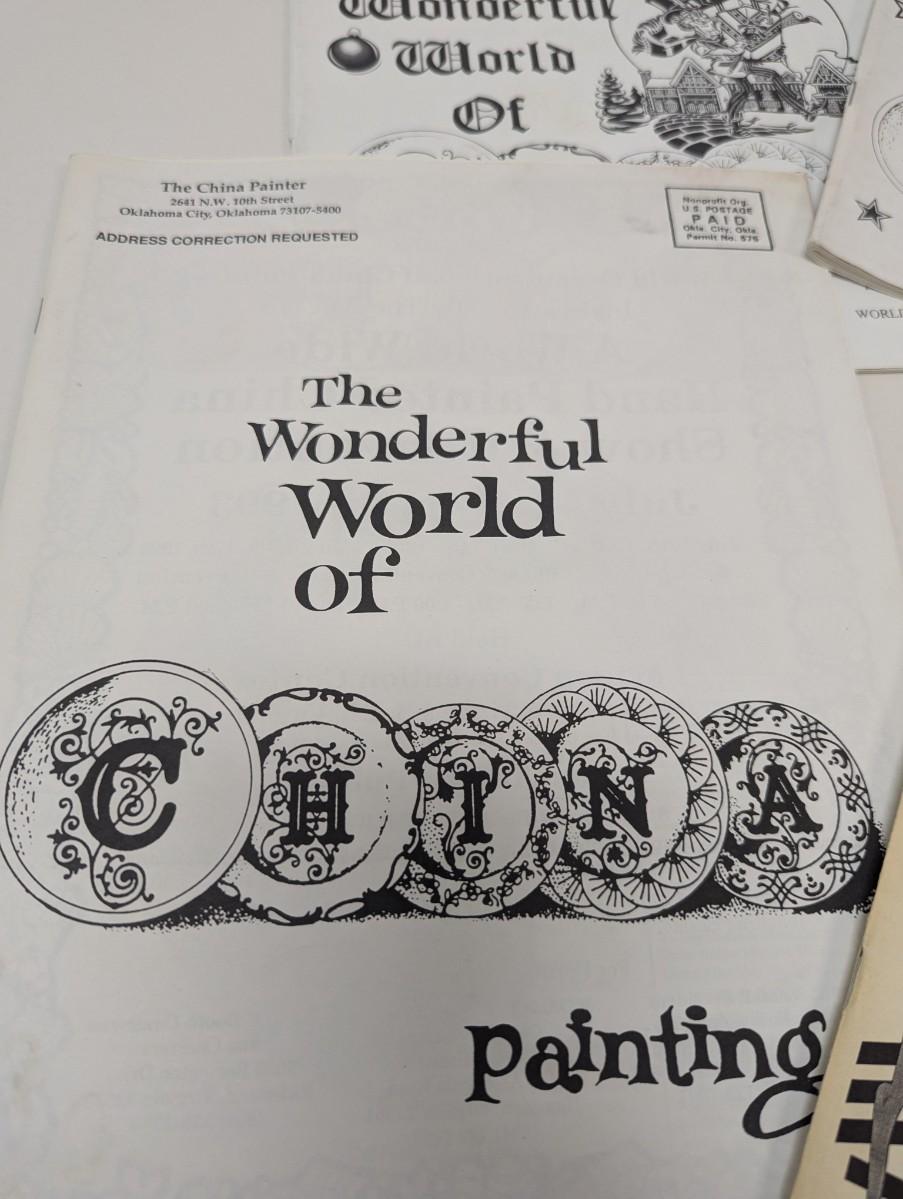 Wonderful
World
Of
The China Painter
2641 N.W. 10th Street
Oklahoma City, Oklahoma 73107-5400
ADDRESS CORRECTION REQUESTED
Nonprofit Org.
U.S. POSTAGE
PAID
Okla. City, Okla.
Permit No. 575
WORL
The
Wonderful
World
of
CHINA
painting